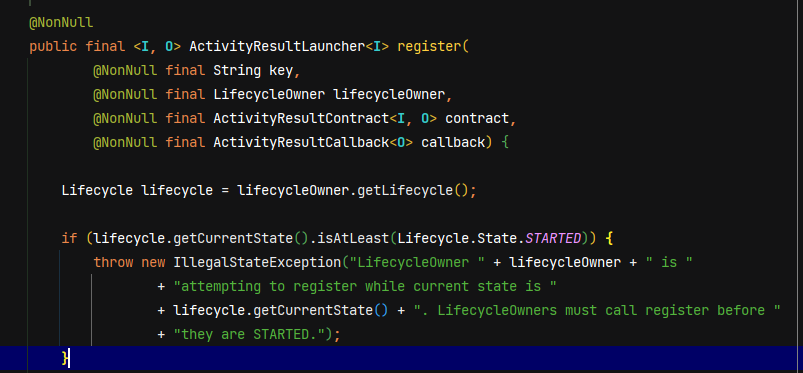 @NonNull
public final <I, O> ActivityResultLauncher<I> register(
@NonNull final String key,
@NonNull final LifecycleOwner lifecycleOwner,
@NonNull final ActivityResultContract<I, O> contract,
@NonNull final ActivityResultCallback<O> callback) {
Lifecycle lifecycle = lifecycleOwner.getLifecycle();
if (lifecycle.getCurrentState().isAtLeast(Lifecycle.State.STARTED)) {
throw new IllegalStateException("LifecycleOwner " + lifecycleOwner + " is "
+ "attempting to register while current state is "
+ lifecycle.getCurrentState() + ". LifecycleOwners must call register before "
+ "they are STARTED.");
}